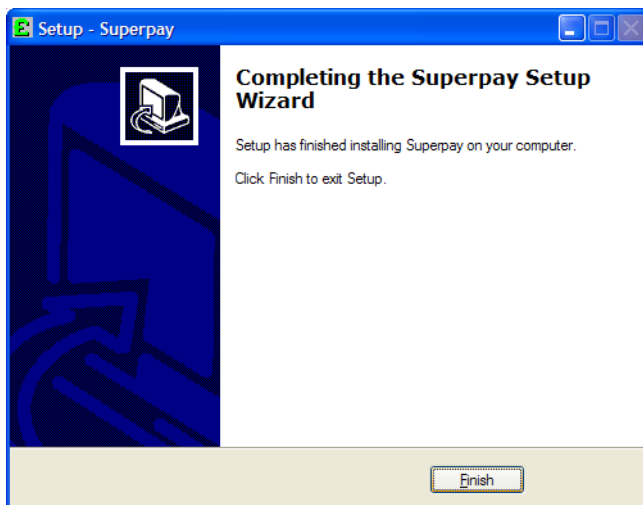 Setup - Superpay
Completing the Superpay Setup
Wizard
Setup has finished installing Superpay on your computer.
Click Finish to exit Setup.
Finish